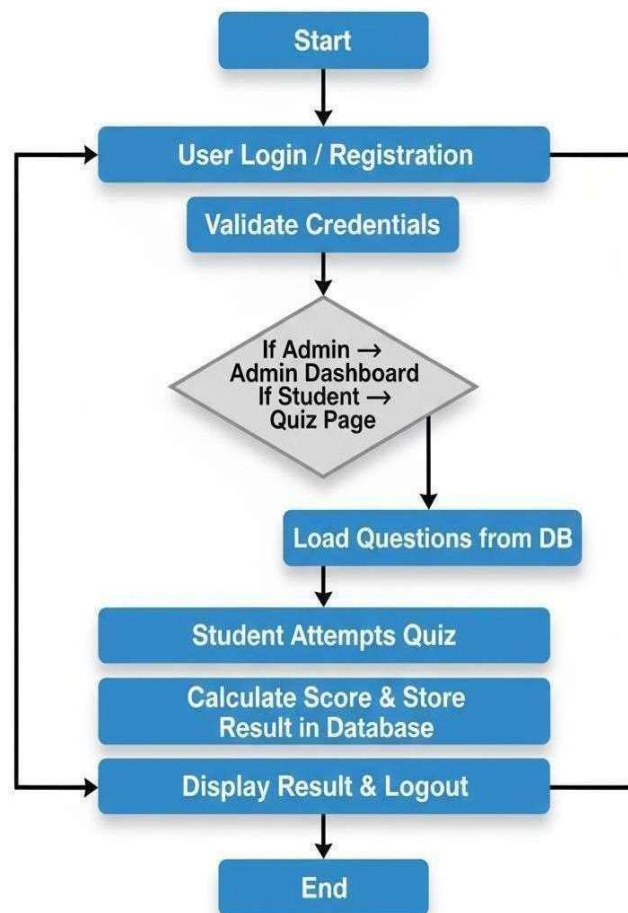 Start
User Login / Registration
Validate Credentials
If Admin →
Admin Dashboard
If Student →
Quiz Page
Load Questions from DB
Student Attempts Quiz
Calculate Score & Store
Result in Database
Display Result & Logout
End